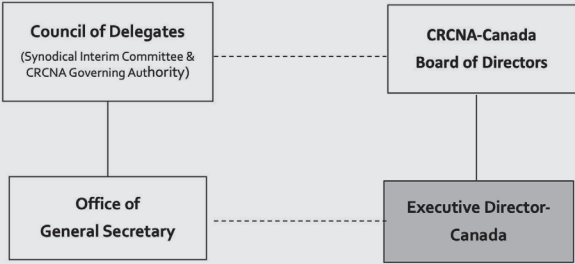 Council of Delegates
(Synodical Interim Committee &
CRCNA Governing Authority)
CRCNA-Canada
Board of Directors
Office of
General Secretary
Executive Director-
Canada